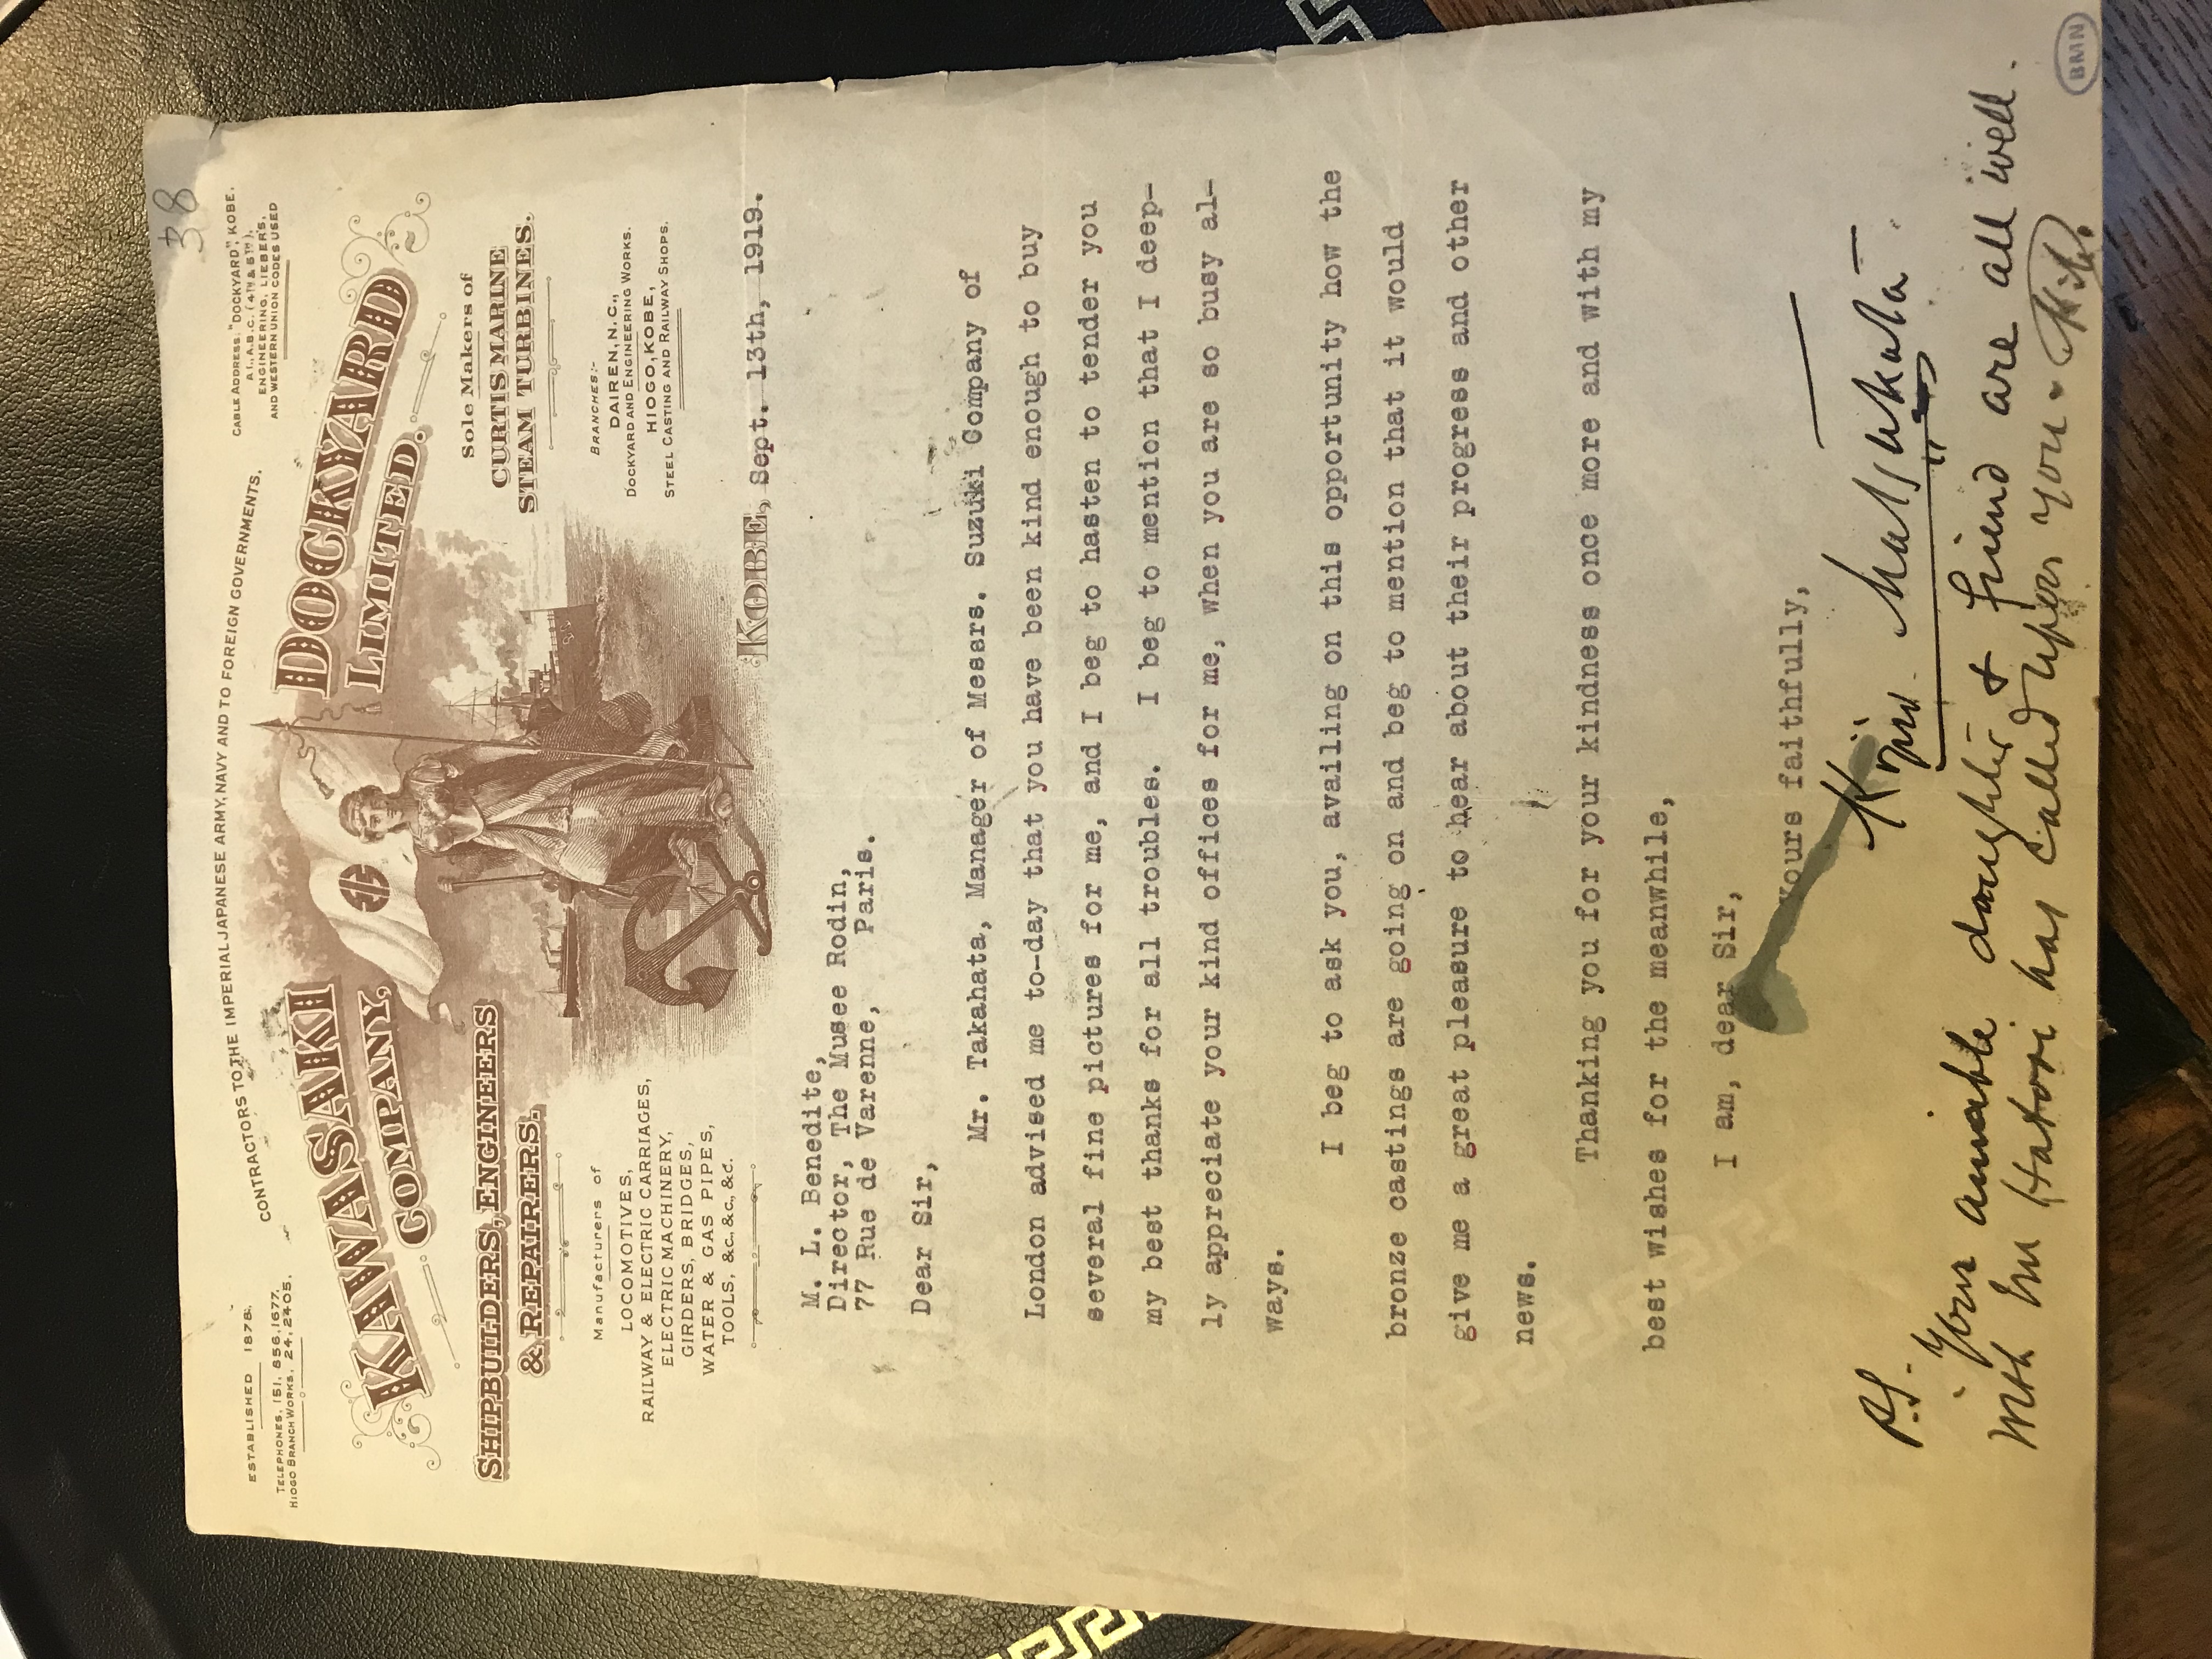 38
ESTABLISHED 1878.
TELEPHONES, 151, 856, 1677.
HIOGO BRANCH WORKS, 24, 2405.
CONTRACTORS TO THE IMPERIAL JAPANESE ARMY, NAVY AND TO FOREIGN GOVERNMENTS.
CABLE ADDRESS: "DOCKYARD", KOBE.
A1., A.B.C. (4TH & 5TH),
ENGINEERING, LIEBER'S,
AND WESTERN UNION CODES USED
KAWASAKI DOCKYARD
COMPANY, LIMITED.
SHIPBUILDERS, ENGINEERS
& REPAIRERS.
Manufacturers of
LOCOMOTIVES,
RAILWAY & ELECTRIC CARRIAGES,
ELECTRIC MACHINERY,
GIRDERS, BRIDGES,
WATER & GAS PIPES,
TOOLS, &c., &c., &c.
Sole Makers of
CURTIS MARINE
STEAM TURBINES.
BRANCHES:-
DAIREN, N.C.,
DOCKYARD AND ENGINEERING WORKS.
HIOGO, KOBE,
STEEL CASTING AND RAILWAY SHOPS.
KOBE, Sept. 13th, 1919.
M. L. Benedite,
Director, The Musee Rodin,
77 Rue de Varenne, Paris.
Dear Sir,
Mr. Takahata, Manager of Messrs. Suzuki Company of
London advised me to-day that you have been kind enough to buy
several fine pictures for me, and I beg to hasten to tender you
my best thanks for all troubles. I beg to mention that I deep-
ly appreciate your kind offices for me, when you are so busy al-
ways.
I beg to ask you, availing on this opportunity how the
bronze castings are going on and beg to mention that it would
give me a great pleasure to hear about their progress and other
news.
Thanking you for your kindness once more and with my
best wishes for the meanwhile,
I am, dear Sir,
Yours faithfully,
Kojiro Matsukata
P.S. Your amiable daughter & friend are all well.
Mr Hatori has called upon you.
BMN